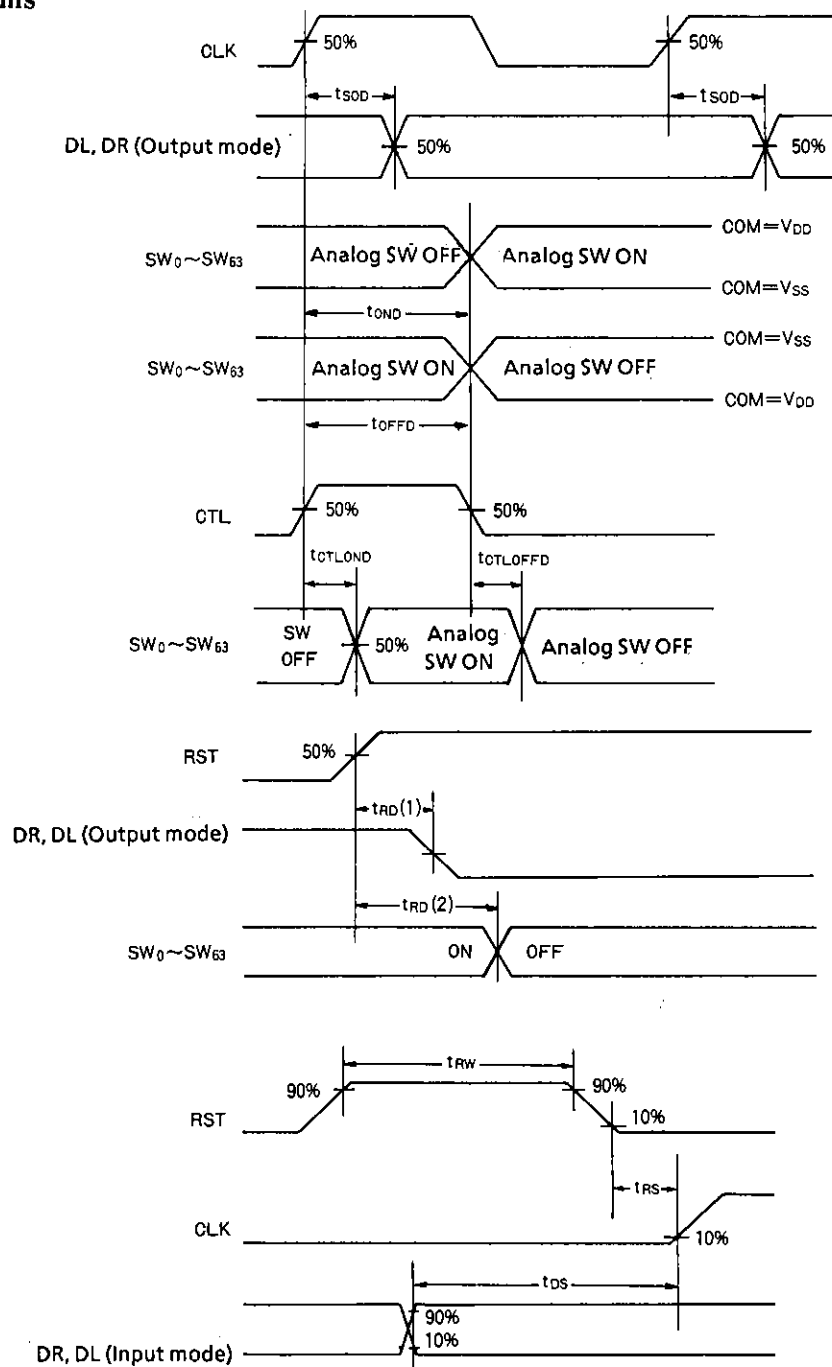 CLK
50%
50%
tSOD
tSOD
DL, DR (Output mode)
50%
50%
COM=VDD
SW0~SW63
Analog SW OFF
Analog SW ON
COM=VSS
tOND
COM=VSS
SW0~SW63
Analog SW ON
Analog SW OFF
COM=VDD
tOFFD
CTL
50%
50%
tCTLOND
tCTLOFFD
SW0~SW63
SW
OFF
50%
Analog
SW ON
Analog SW OFF
RST
50%
tRD(1)
DR, DL (Output mode)
tRD(2)
SW0~SW63
ON
OFF
tRW
90%
90%
RST
10%
tRS
CLK
10%
tDS
90%
10%
DR, DL (Input mode)